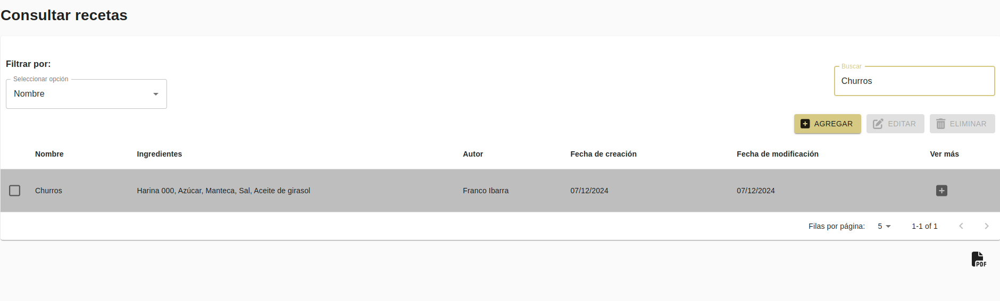 Consultar recetas
Filtrar por:
Seleccionar opción
Nombre
Buscar
Churros
AGREGAR EDITAR ELIMINAR
Nombre Ingredientes Autor Fecha de creación Fecha de modificación Ver más
Churros Harina 000, Azúcar, Manteca, Sal, Aceite de girasol Franco Ibarra 07/12/2024 07/12/2024
Filas por página: 5 1-1 of 1
PDF